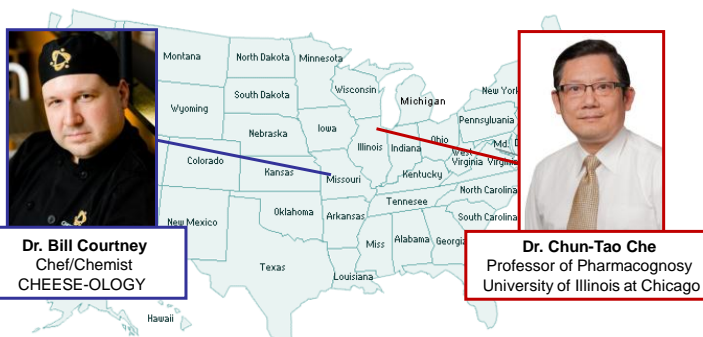 Montana
North Dakota
Minnesota
Wisconsin
Michigan
New York
South Dakota
Wyoming
Pennsylvania
Iowa
Nebraska
Ohio
Illinois
Indiana
Md.
West
Virginia
Virginia
Colorado
Kansas
Missouri
Kentucky
North Carolina
Tennessee
Oklahoma
Arkansas
South Carolina
New Mexico
Miss
Alabama
Georgia
Texas
Louisiana
Hawaii
Dr. Bill Courtney
Chef/Chemist
CHEESE-OLOGY
Dr. Chun-Tao Che
Professor of Pharmacognosy
University of Illinois at Chicago